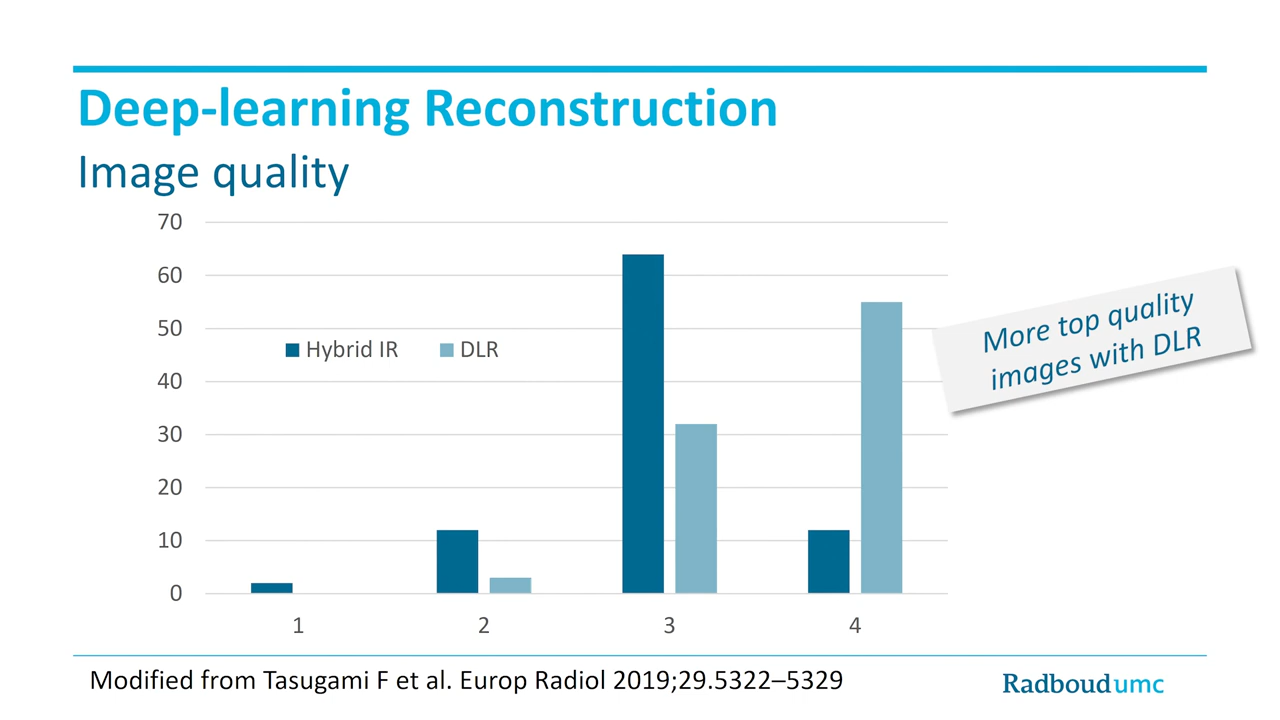 Deep-learning Reconstruction
Image quality
70
60
50
40
30
20
10
0
Hybrid IR DLR
1 2 3 4
More top quality
images with DLR
Modified from Tasugami F et al. Europ Radiol 2019;29.5322–5329
Radboudumc